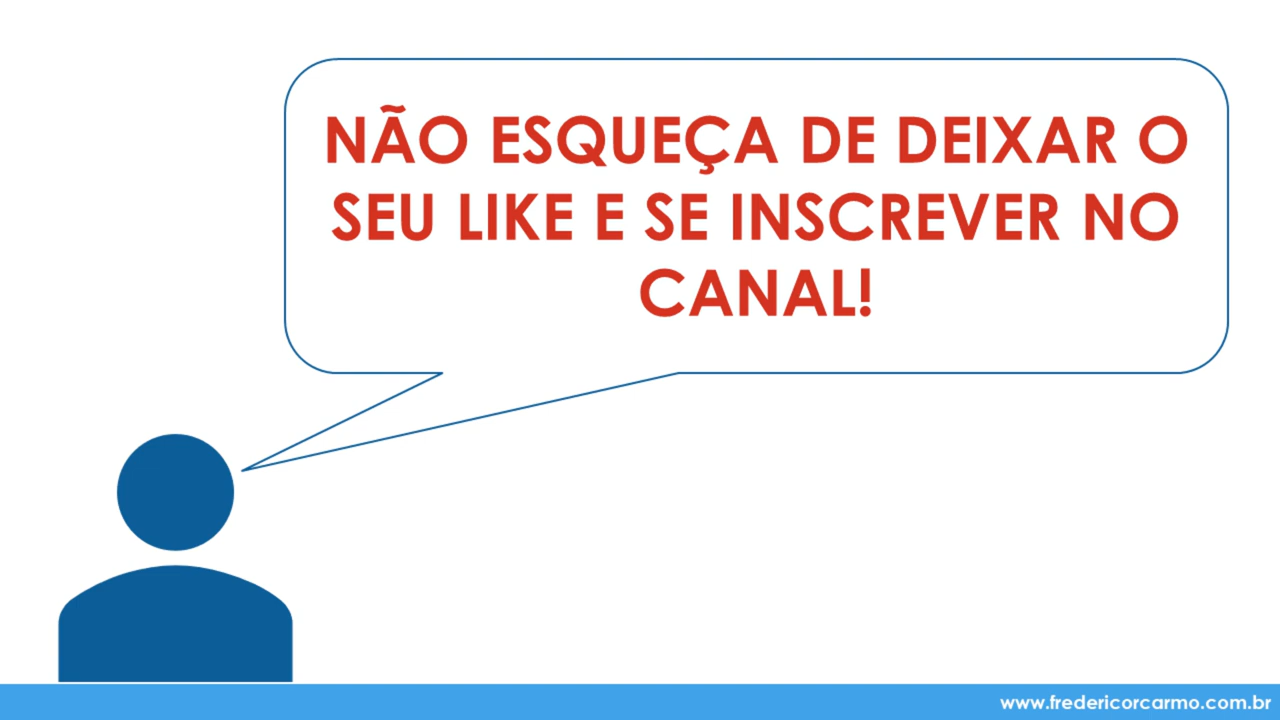 NÃO ESQUEÇA DE DEIXAR O
SEU LIKE E SE INSCREVER NO
CANAL!
www.fredericorcarmo.com.br